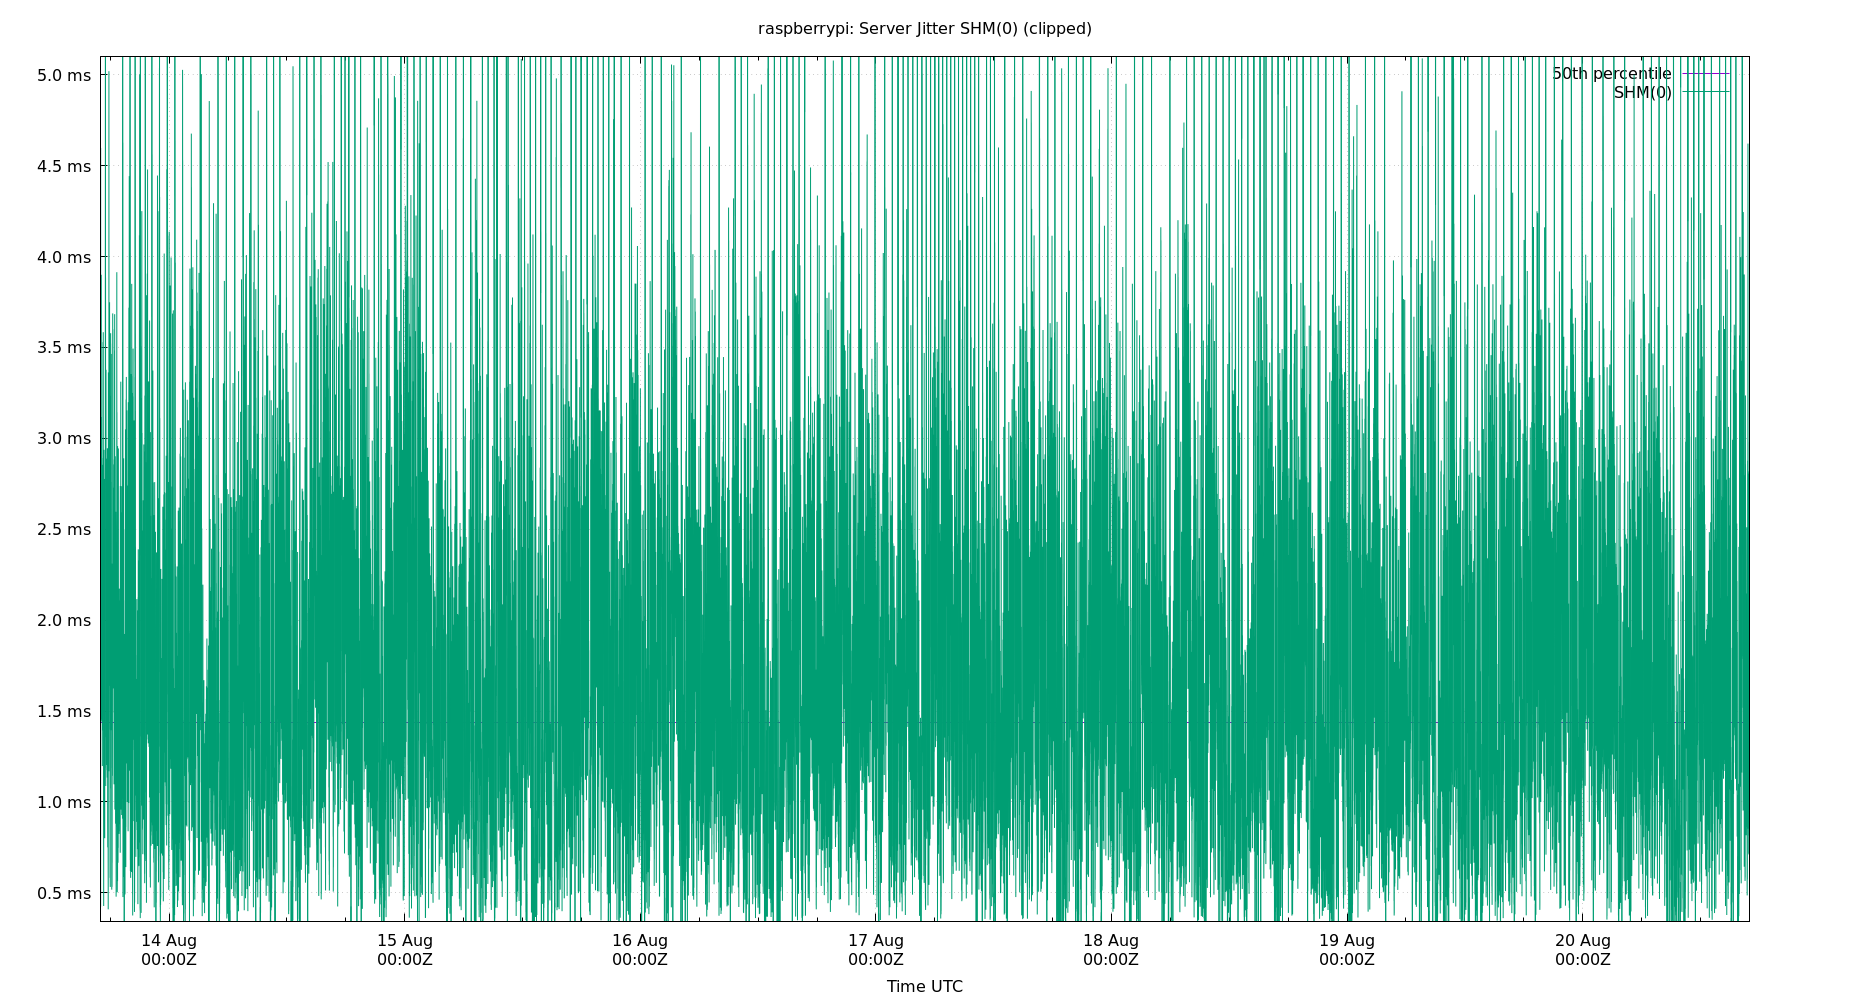 raspberrypi: Server Jitter SHM(0) (clipped)
5.0 ms
50th percentile
SHM(0)
4.5 ms
4.0 ms
3.5 ms
3.0 ms
2.5 ms
2.0 ms
1.5 ms
1.0 ms
0.5 ms
14 Aug 15 Aug 16 Aug 17 Aug 18 Aug 19 Aug 20 Aug
00:00Z 00:00Z 00:00Z 00:00Z 00:00Z 00:00Z 00:00Z
Time UTC